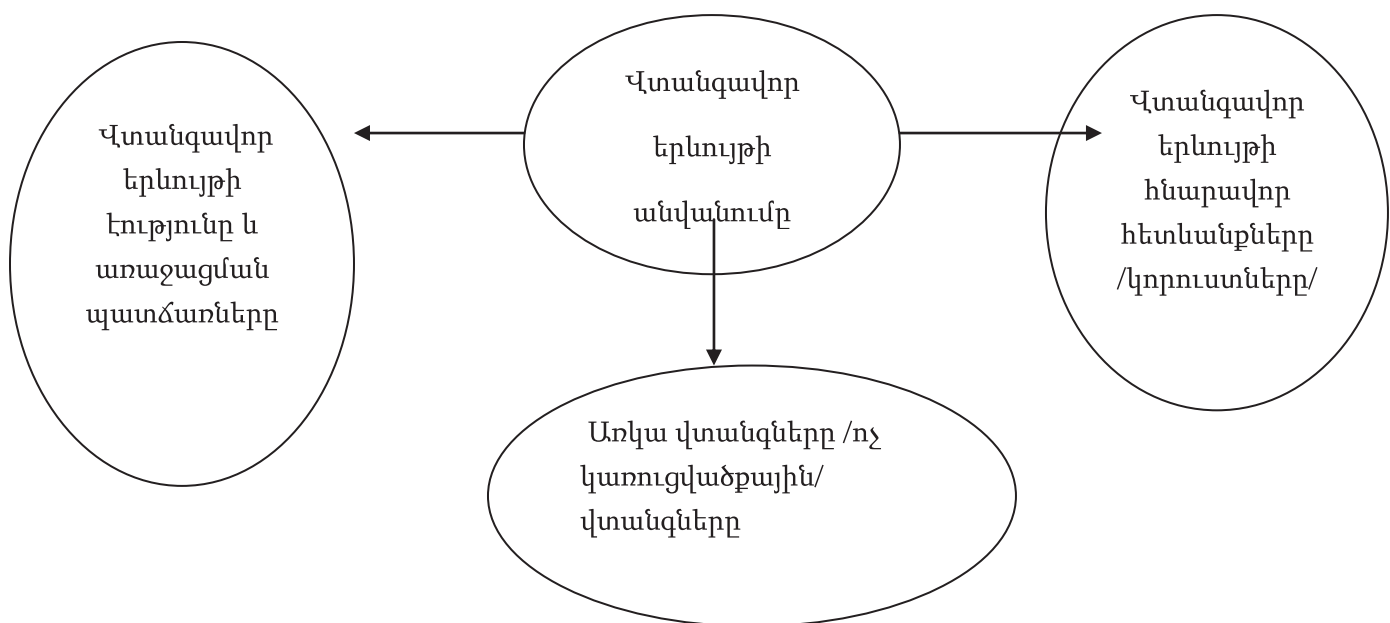 Վտանգավոր
երևույթի
էությունը և
առաջացման
պատճառները
Վտանգավոր
երևույթի
անվանումը
Վտանգավոր
երևույթի
հնարավոր
հետևանքները
/կորուստները/
Առկա վտանգները /ոչ
կառուցվածքային/
վտանգները